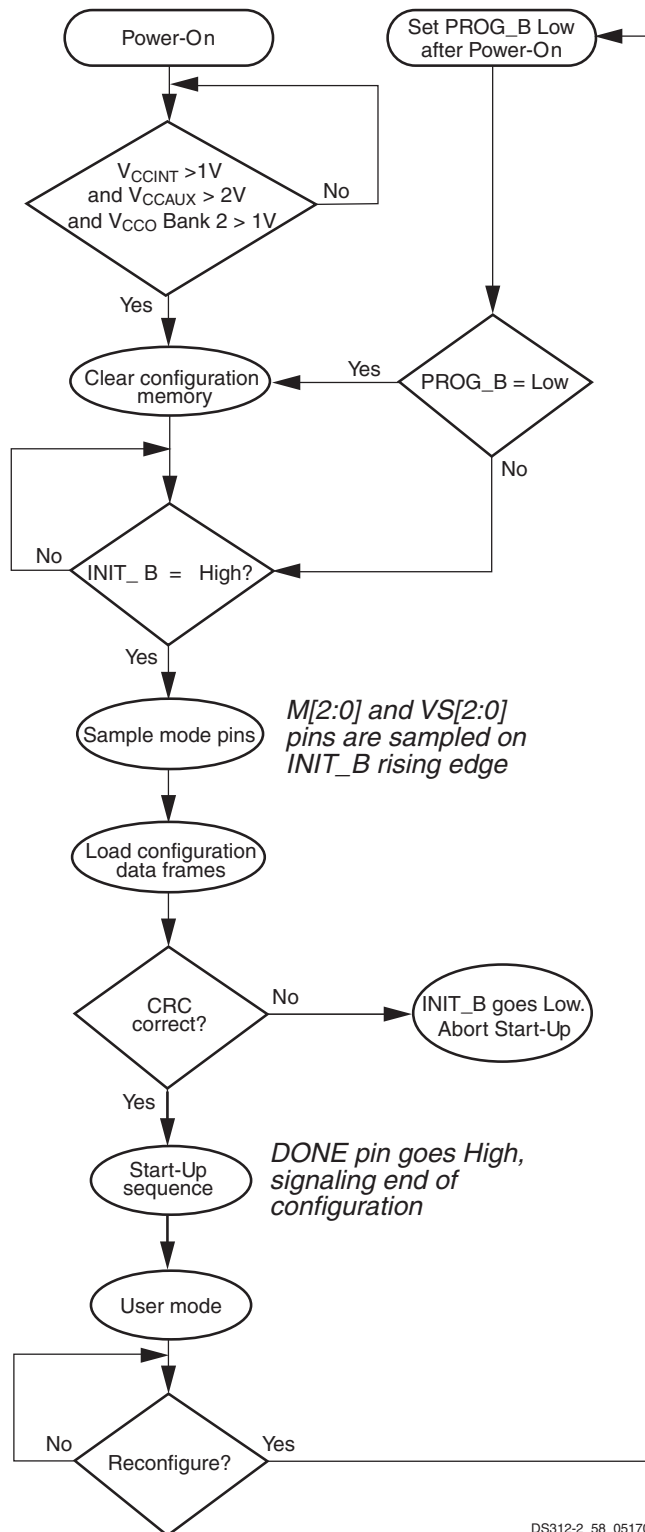 Power-On
Set PROG_B Low
after Power-On
VCCINT >1V
and VCCAUX > 2V
and VCCO Bank 2 > 1V
No
Yes
Clear configuration
memory
Yes
PROG_B = Low
No
No
INIT_ B = High?
Yes
Sample mode pins
M[2:0] and VS[2:0]
pins are sampled on
INIT_B rising edge
Load configuration
data frames
CRC
correct?
No
INIT_B goes Low.
Abort Start-Up
Yes
Start-Up
sequence
DONE pin goes High,
signaling end of
configuration
User mode
No
Reconfigure?
Yes
DS312-2_58_05170